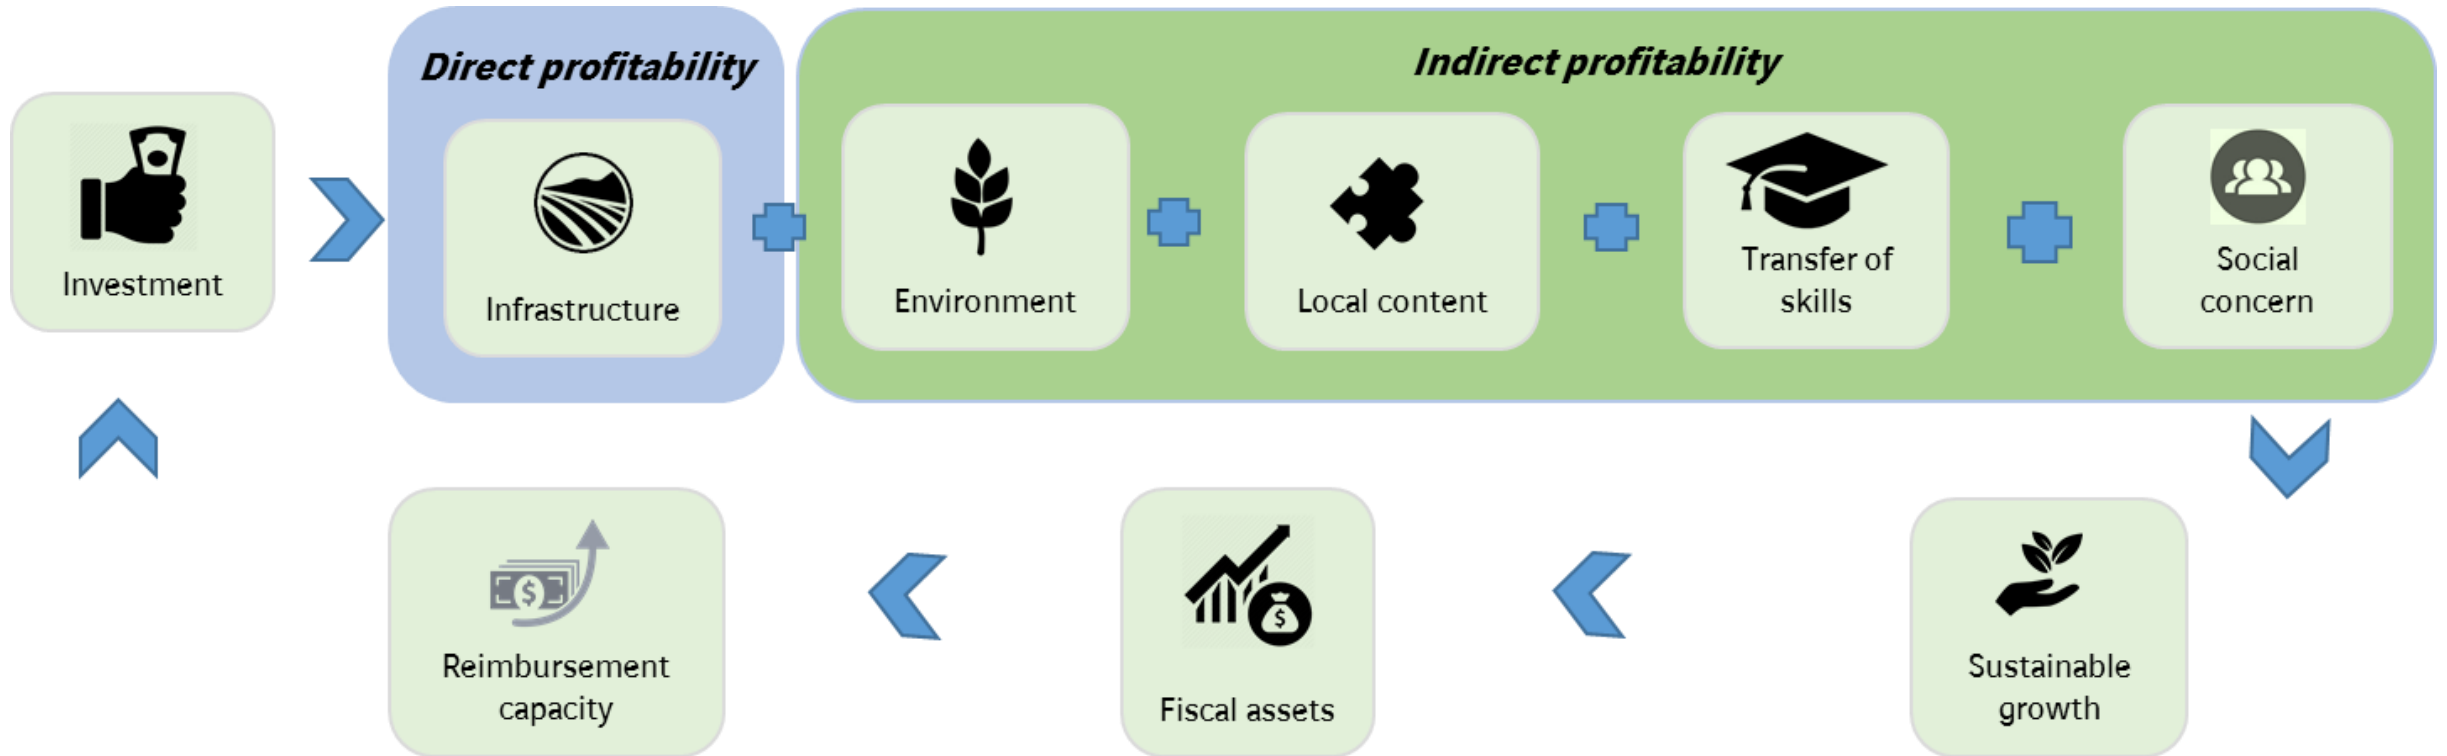 Direct profitability
Indirect profitability
Investment
Infrastructure
Environment
Local content
Transfer of
skills
Social
concern
Reimbursement
capacity
Fiscal assets
Sustainable
growth